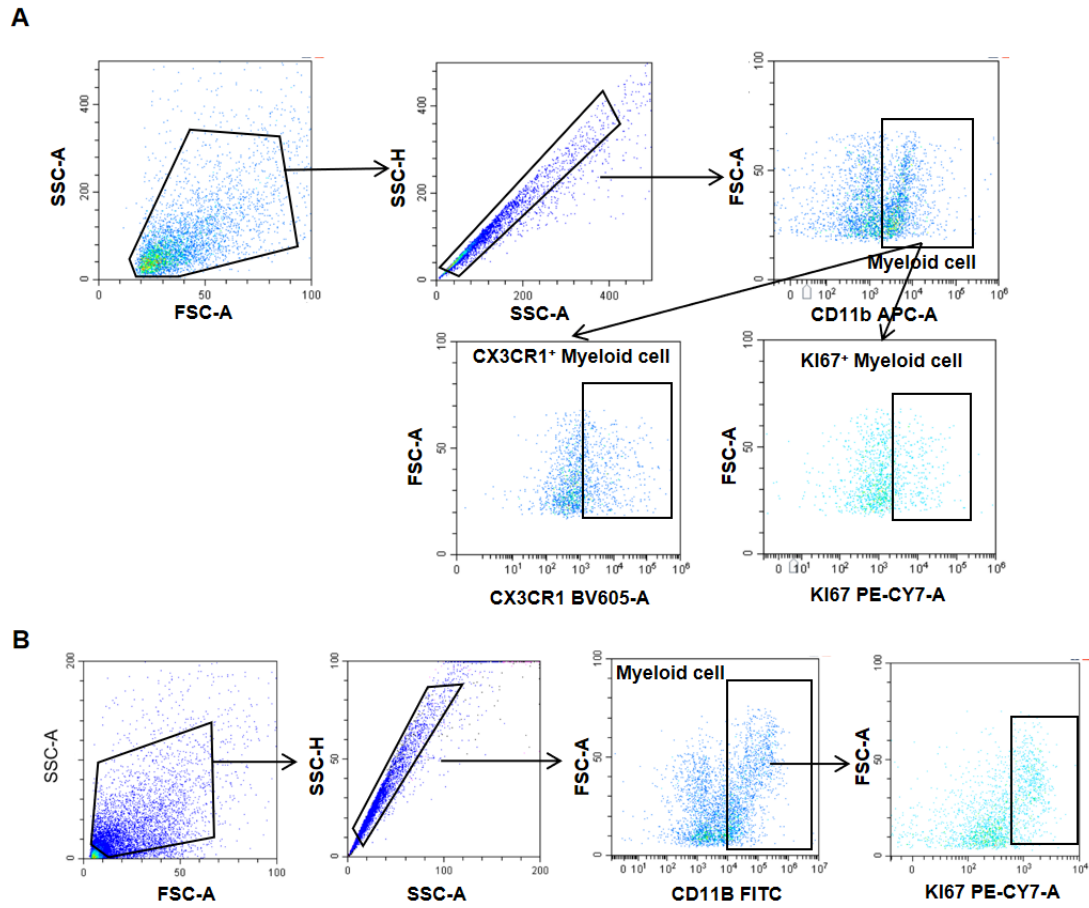 A
SSC-A
0 200 400
50 100
FSC-A
SSC-H
0 200 400
0 200 400
SSC-A
FSC-A
0 50 100
Myeloid cell
0 10² 10³ 10⁴ 10⁵ 10⁶
CD11b APC-A
CX3CR1⁺ Myeloid cell
FSC-A
0 50 100
0 10¹ 10² 10³ 10⁴ 10⁵ 10⁶
CX3CR1 BV605-A
KI67⁺ Myeloid cell
FSC-A
0 50 100
0 10¹ 10² 10³ 10⁴ 10⁵ 10⁶
KI67 PE-CY7-A
B
SSC-A
0 200
0 50 100
FSC-A
SSC-H
0 50 100
0 100 200
SSC-A
Myeloid cell
FSC-A
0 50 100
0 10¹ 10² 10³ 10⁴ 10⁵ 10⁶ 10⁷
CD11B FITC
FSC-A
0 50 100
0 10² 10³ 10⁴
KI67 PE-CY7-A